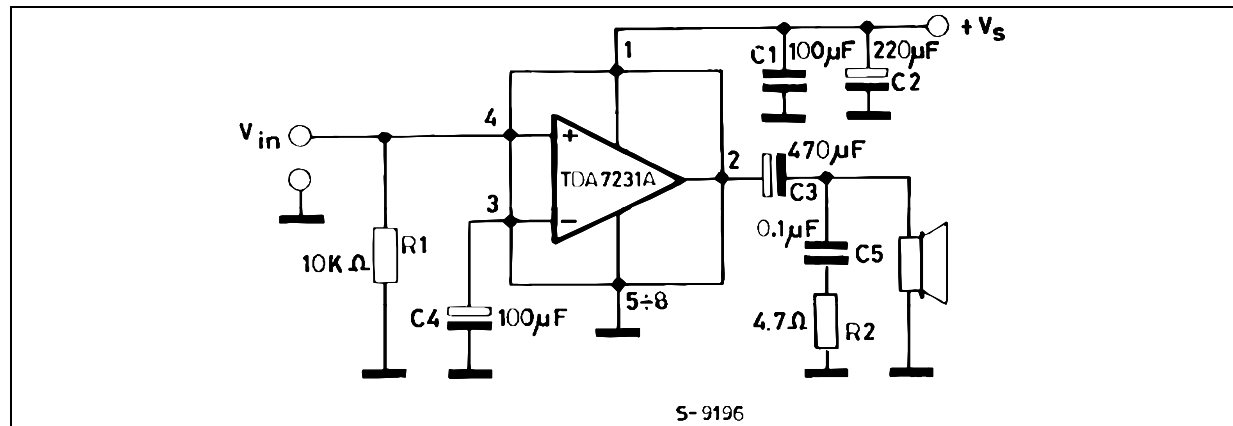 +Vs
1
C1
100µF
220µF
C2
Vin
4
+
TDA7231A
2
470µF
C3
3
−
0.1µF
C5
R1
10KΩ
C4
100µF
5÷8
4.7Ω
R2
S-9196